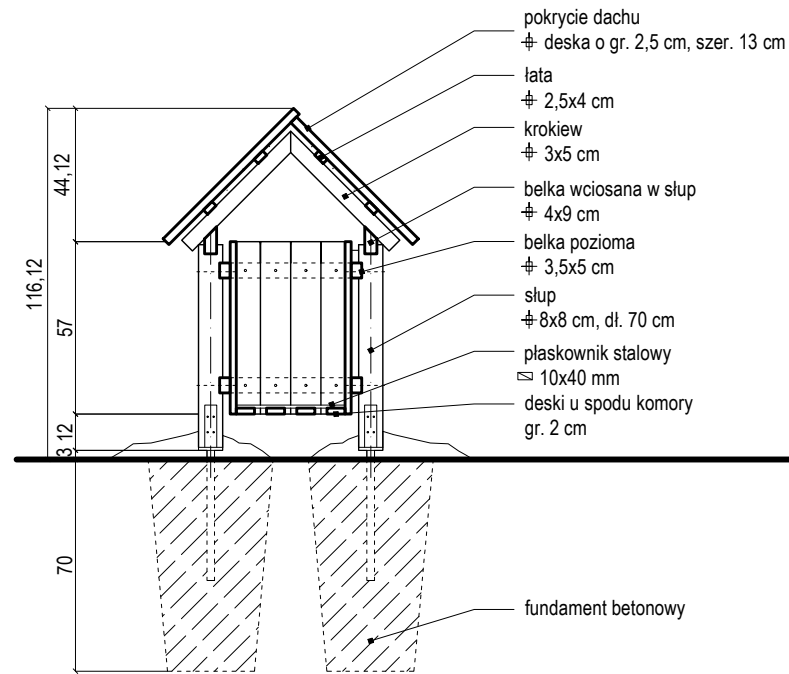 pokrycie dachu
deska o gr. 2,5 cm, szer. 13 cm
łata
2,5x4 cm
krokiew
3x5 cm
belka wciosana w słup
4x9 cm
belka pozioma
3,5x5 cm
słup
8x8 cm, dł. 70 cm
płaskownik stalowy
10x40 mm
deski u spodu komory
gr. 2 cm
fundament betonowy
44,12
116,12
57
12
3
70